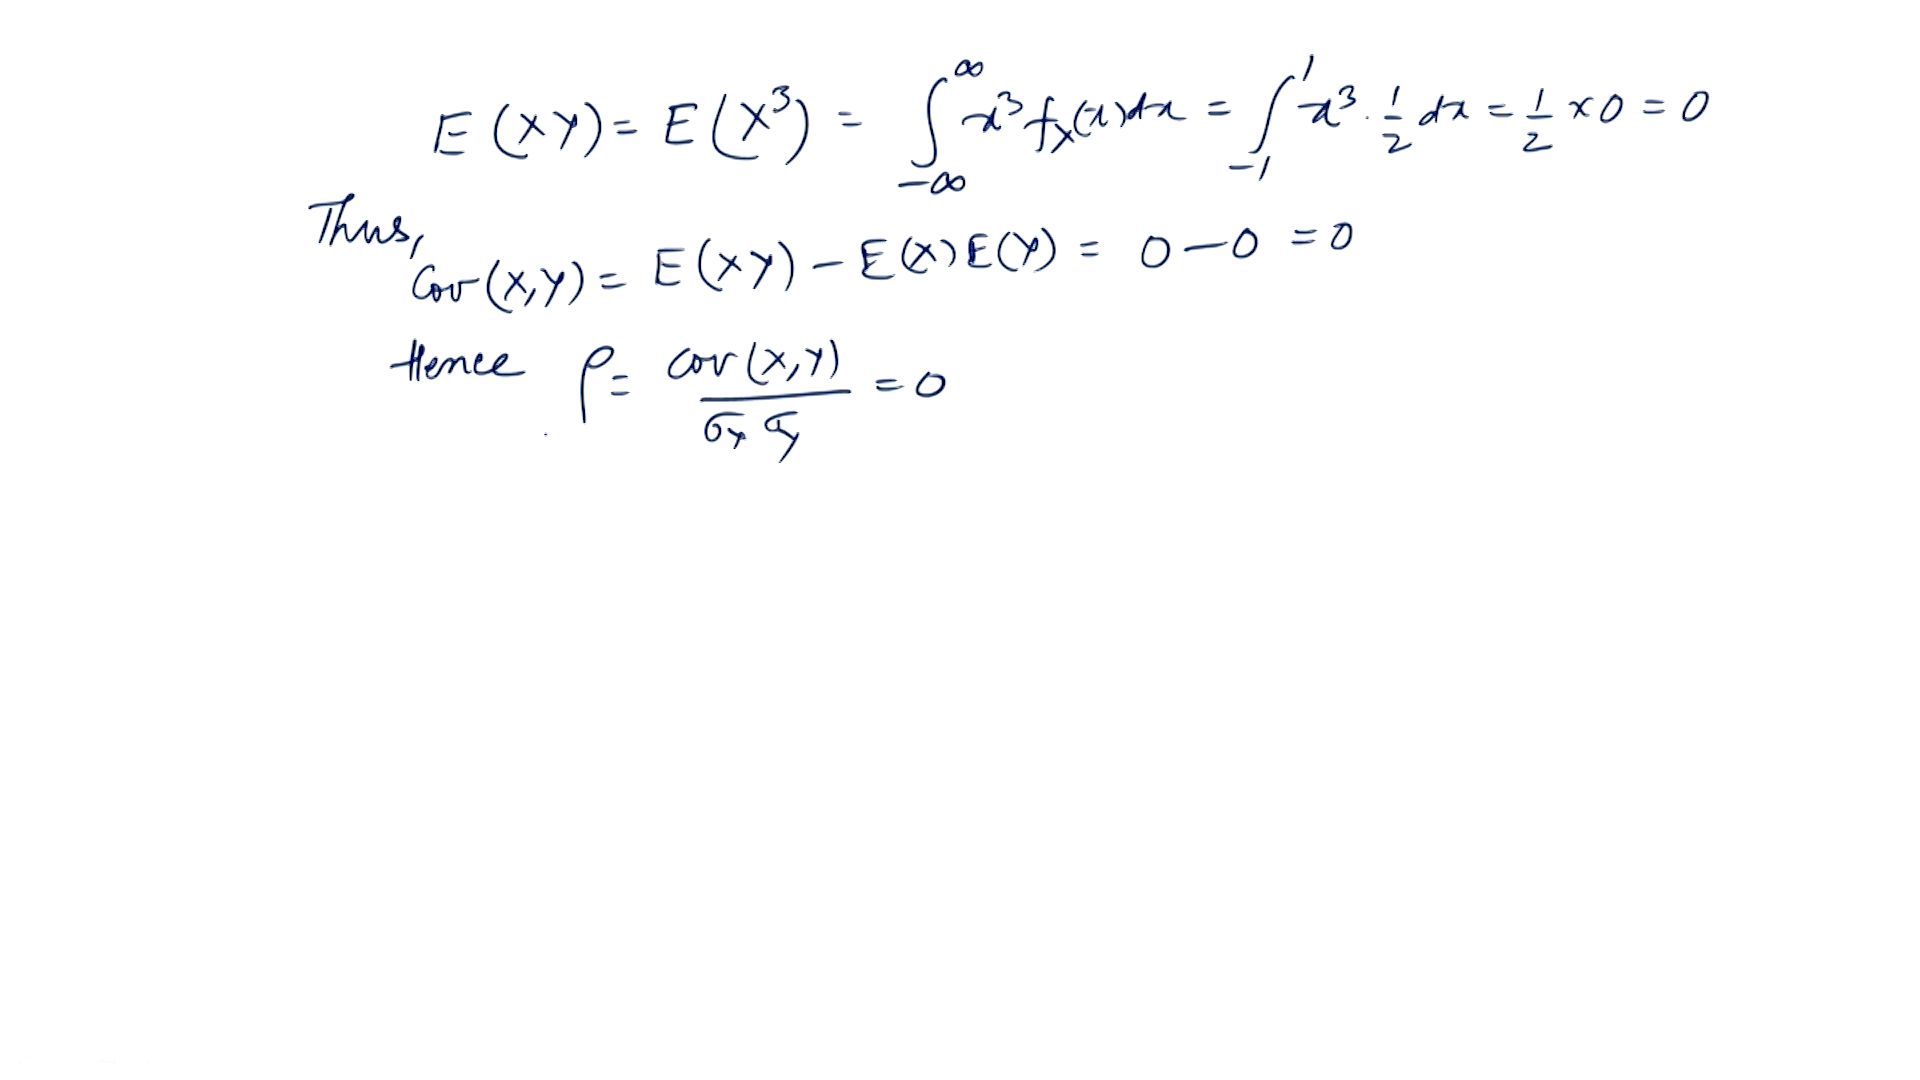 E(XY) = E(X³) = ∫_{-∞}^{∞} x³ f_X(x) dx = ∫_{-1}^{1} x³ · 1/2 dx = 1/2 × 0 = 0
Thus,
Cov(X,Y) = E(XY) − E(X)E(Y) = 0 − 0 = 0
Hence ρ = Cov(X,Y) / σ_X σ_Y = 0